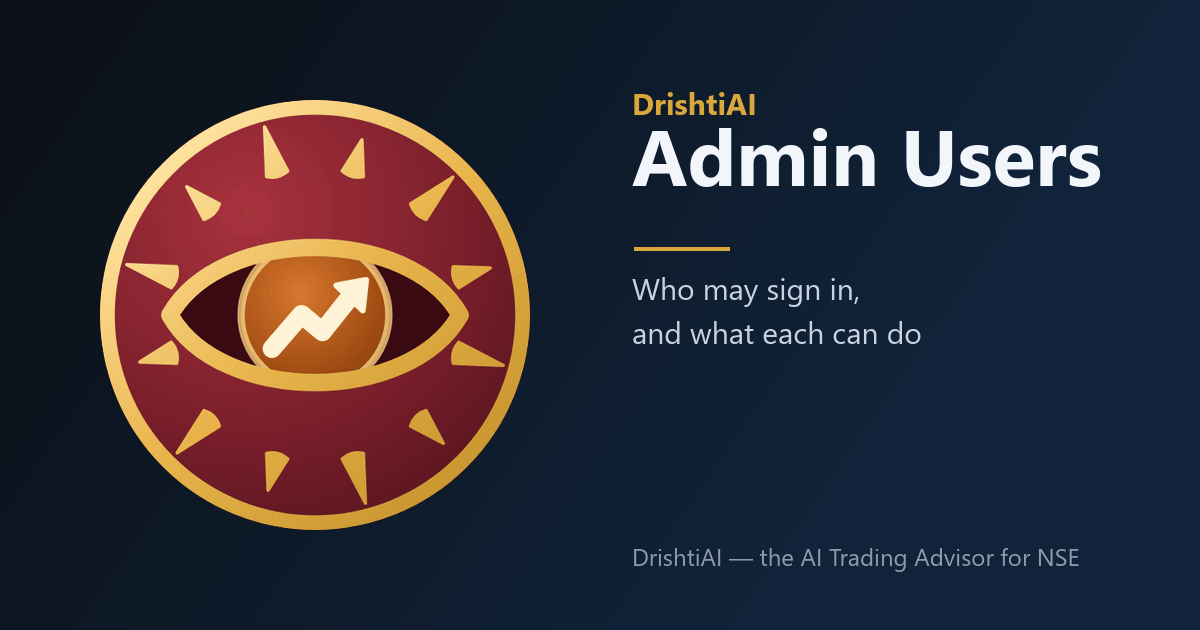 DrishtiAI
Admin Users
Who may sign in,
and what each can do
DrishtiAI — the AI Trading Advisor for NSE